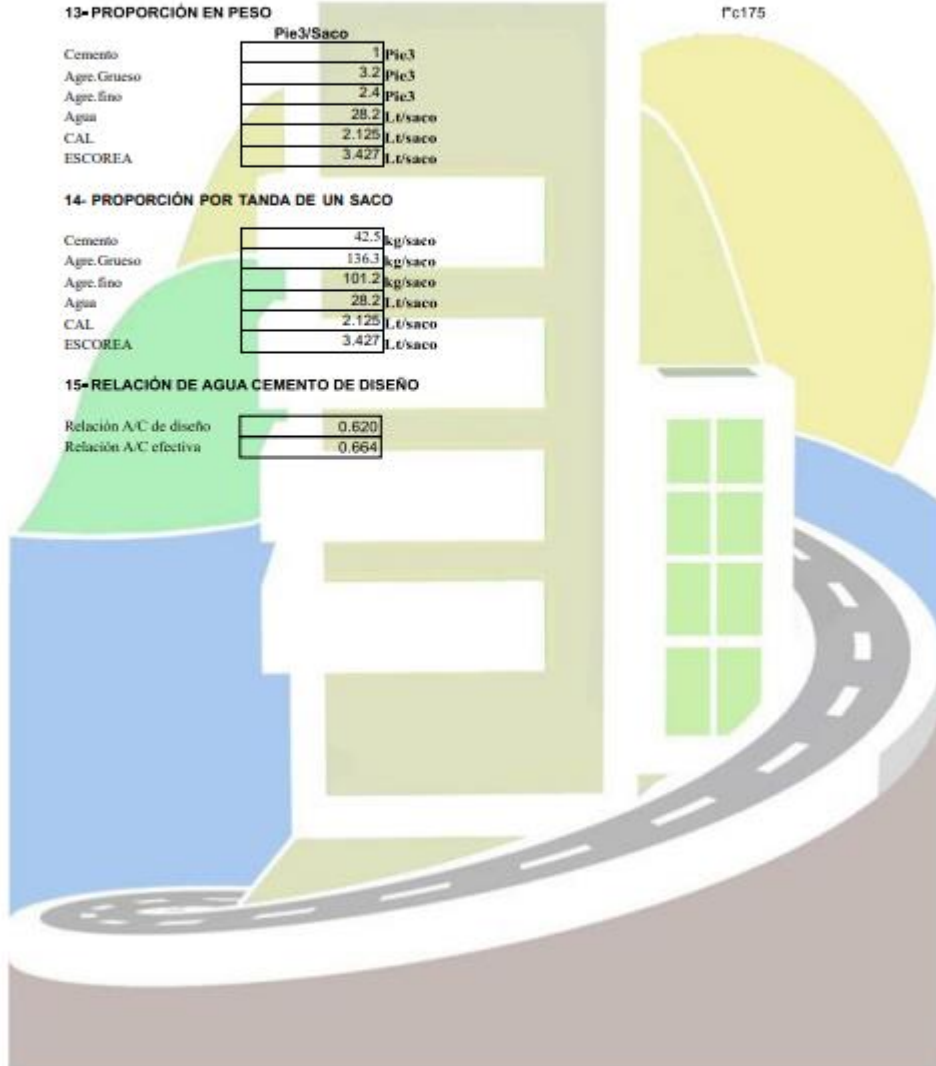 13- PROPORCIÓN EN PESO f"c175
Pie3/Saco
Cemento 1 Pie3
Agre.Grueso 3.2 Pie3
Agre.fino 2.4 Pie3
Agua 28.2 Lt/saco
CAL 2.125 Lt/saco
ESCOREA 3.427 Lt/saco
14- PROPORCIÓN POR TANDA DE UN SACO
Cemento 42.5 kg/saco
Agre.Grueso 136.3 kg/saco
Agre.fino 101.2 kg/saco
Agua 28.2 Lt/saco
CAL 2.125 Lt/saco
ESCOREA 3.427 Lt/saco
15- RELACIÓN DE AGUA CEMENTO DE DISEÑO
Relación A/C de diseño 0.620
Relación A/C efectiva 0.664